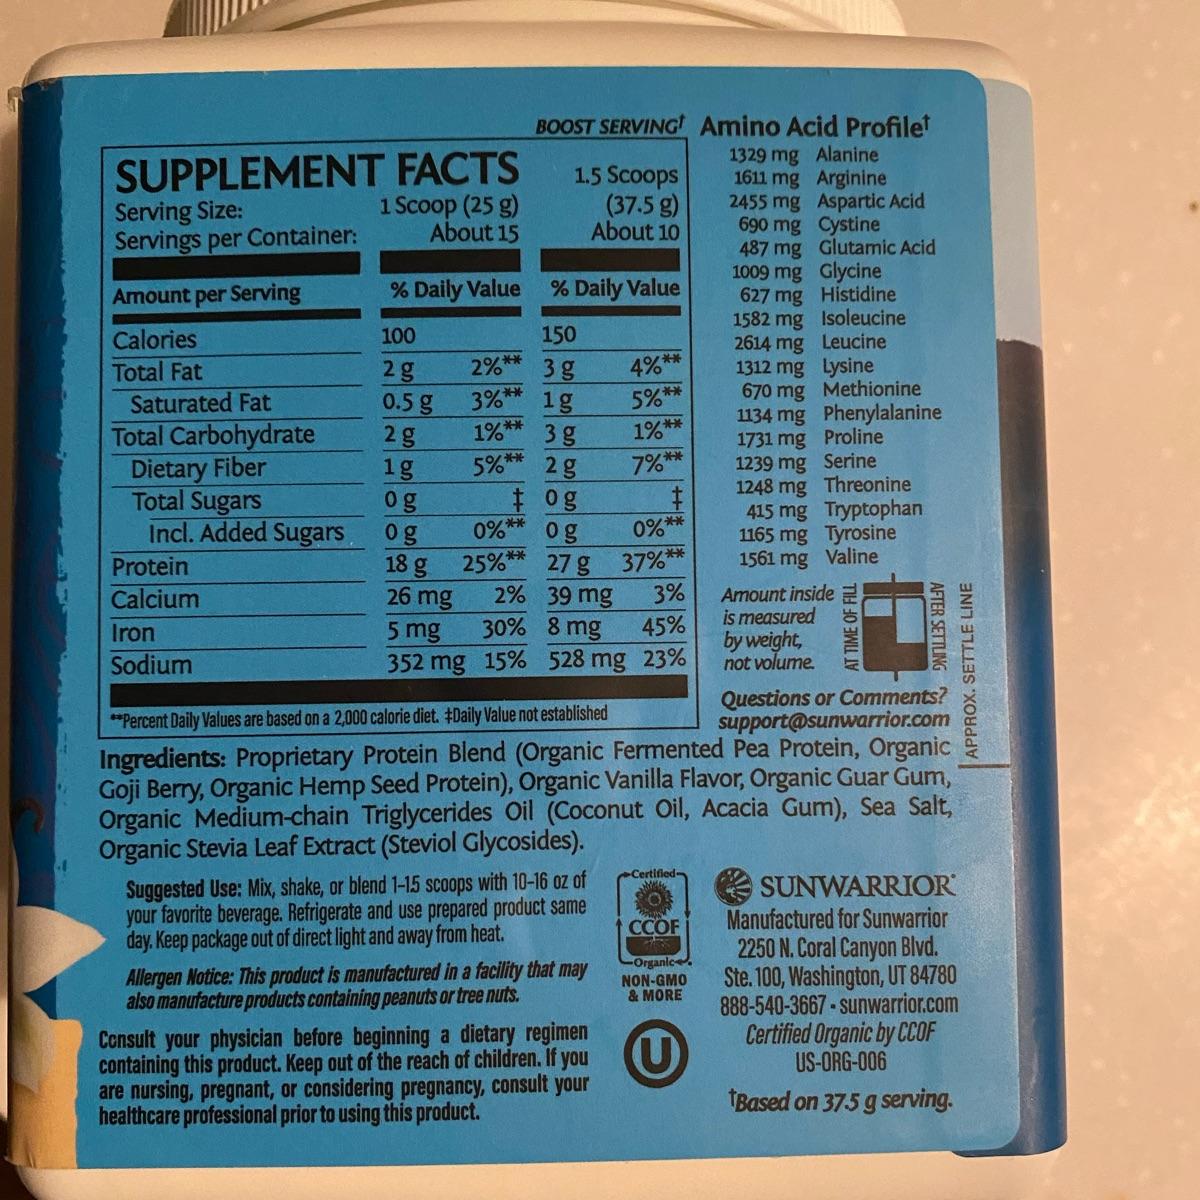 BOOST SERVING†
SUPPLEMENT FACTS 1.5 Scoops
Serving Size: 1 Scoop (25 g) (37.5 g)
Servings per Container: About 15 About 10
Amount per Serving % Daily Value % Daily Value
Calories 100 150
Total Fat 2 g 2%** 3 g 4%**
Saturated Fat 0.5 g 3%** 1 g 5%**
Total Carbohydrate 2 g 1%** 3 g 1%**
Dietary Fiber 1 g 5%** 2 g 7%**
Total Sugars 0 g ‡ 0 g ‡
Incl. Added Sugars 0 g 0%** 0 g 0%**
Protein 18 g 25%** 27 g 37%**
Calcium 26 mg 2% 39 mg 3%
Iron 5 mg 30% 8 mg 45%
Sodium 352 mg 15% 528 mg 23%
**Percent Daily Values are based on a 2,000 calorie diet. ‡Daily Value not established
Amino Acid Profile†
1329 mg Alanine
1611 mg Arginine
2455 mg Aspartic Acid
690 mg Cystine
487 mg Glutamic Acid
1009 mg Glycine
627 mg Histidine
1582 mg Isoleucine
2614 mg Leucine
1312 mg Lysine
670 mg Methionine
1134 mg Phenylalanine
1731 mg Proline
1239 mg Serine
1248 mg Threonine
415 mg Tryptophan
1165 mg Tyrosine
1561 mg Valine
Amount inside
is measured
by weight,
not volume.
AT TIME OF FILL
AFTER SETTLING
APPROX. SETTLE LINE
Questions or Comments?
support@sunwarrior.com
Ingredients: Proprietary Protein Blend (Organic Fermented Pea Protein, Organic
Goji Berry, Organic Hemp Seed Protein), Organic Vanilla Flavor, Organic Guar Gum,
Organic Medium-chain Triglycerides Oil (Coconut Oil, Acacia Gum), Sea Salt,
Organic Stevia Leaf Extract (Steviol Glycosides).
Suggested Use: Mix, shake, or blend 1-1.5 scoops with 10-16 oz of
your favorite beverage. Refrigerate and use prepared product same
day. Keep package out of direct light and away from heat.
Allergen Notice: This product is manufactured in a facility that may
also manufacture products containing peanuts or tree nuts.
Consult your physician before beginning a dietary regimen
containing this product. Keep out of the reach of children. If you
are nursing, pregnant, or considering pregnancy, consult your
healthcare professional prior to using this product.
Certified
CCOF
Organic
NON-GMO
& MORE
U
SUNWARRIOR®
Manufactured for Sunwarrior
2250 N. Coral Canyon Blvd.
Ste. 100, Washington, UT 84780
888-540-3667 • sunwarrior.com
Certified Organic by CCOF
US-ORG-006
†Based on 37.5 g serving.